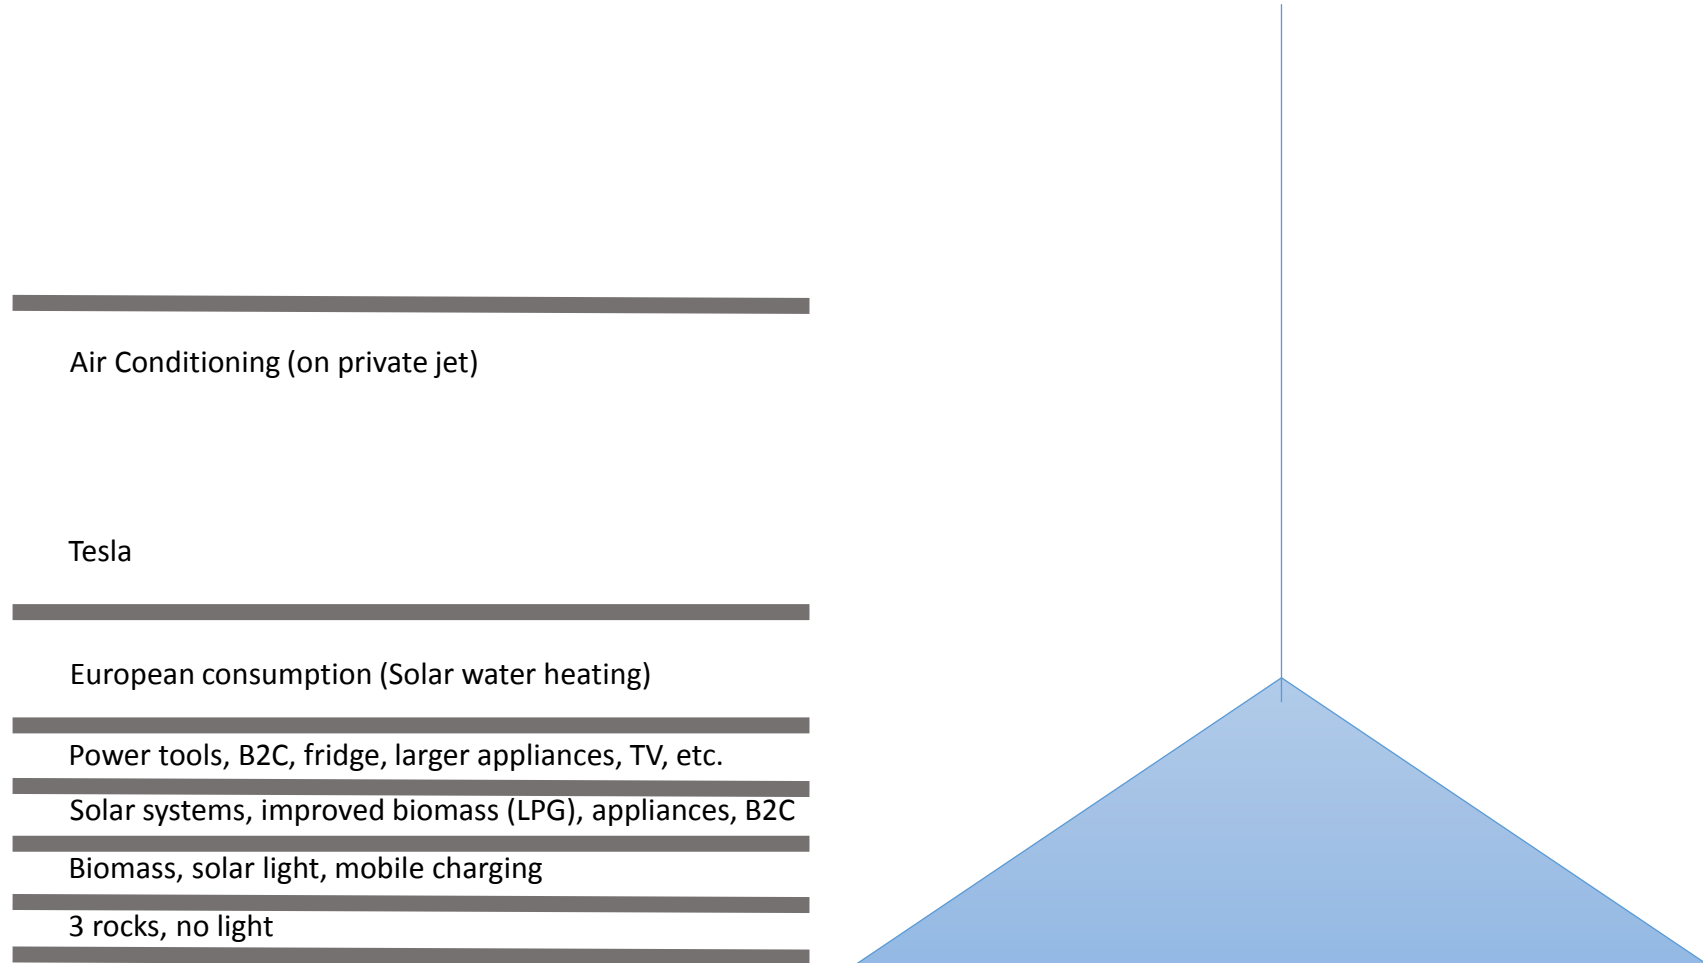 Air Conditioning (on private jet)
Tesla
European consumption (Solar water heating)
Power tools, B2C, fridge, larger appliances, TV, etc.
Solar systems, improved biomass (LPG), appliances, B2C
Biomass, solar light, mobile charging
3 rocks, no light